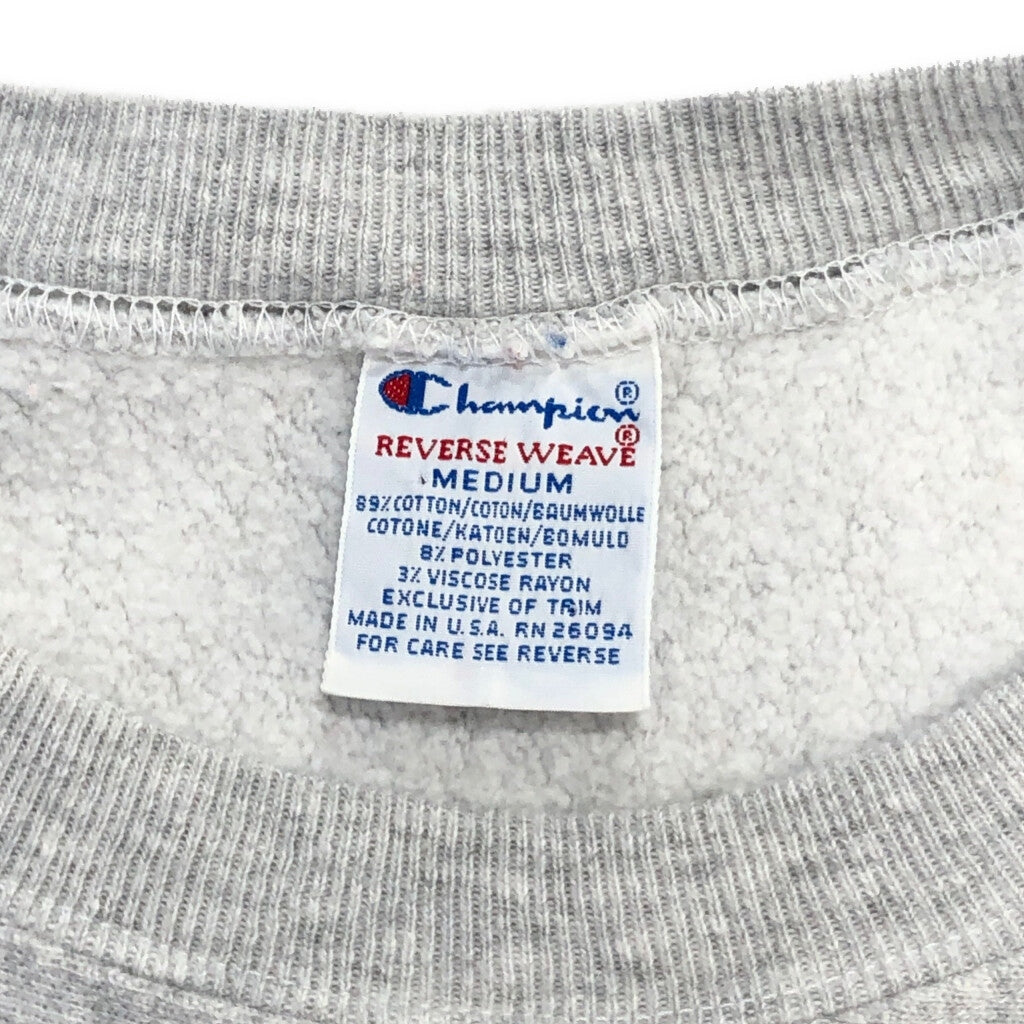 Champion®
REVERSE WEAVE®
MEDIUM
89% COTTON/COTON/BAUMWOLLE
COTONE/KATOEN/BOMULD
8% POLYESTER
3% VISCOSE RAYON
EXCLUSIVE OF TRIM
MADE IN U.S.A. RN 26094
FOR CARE SEE REVERSE